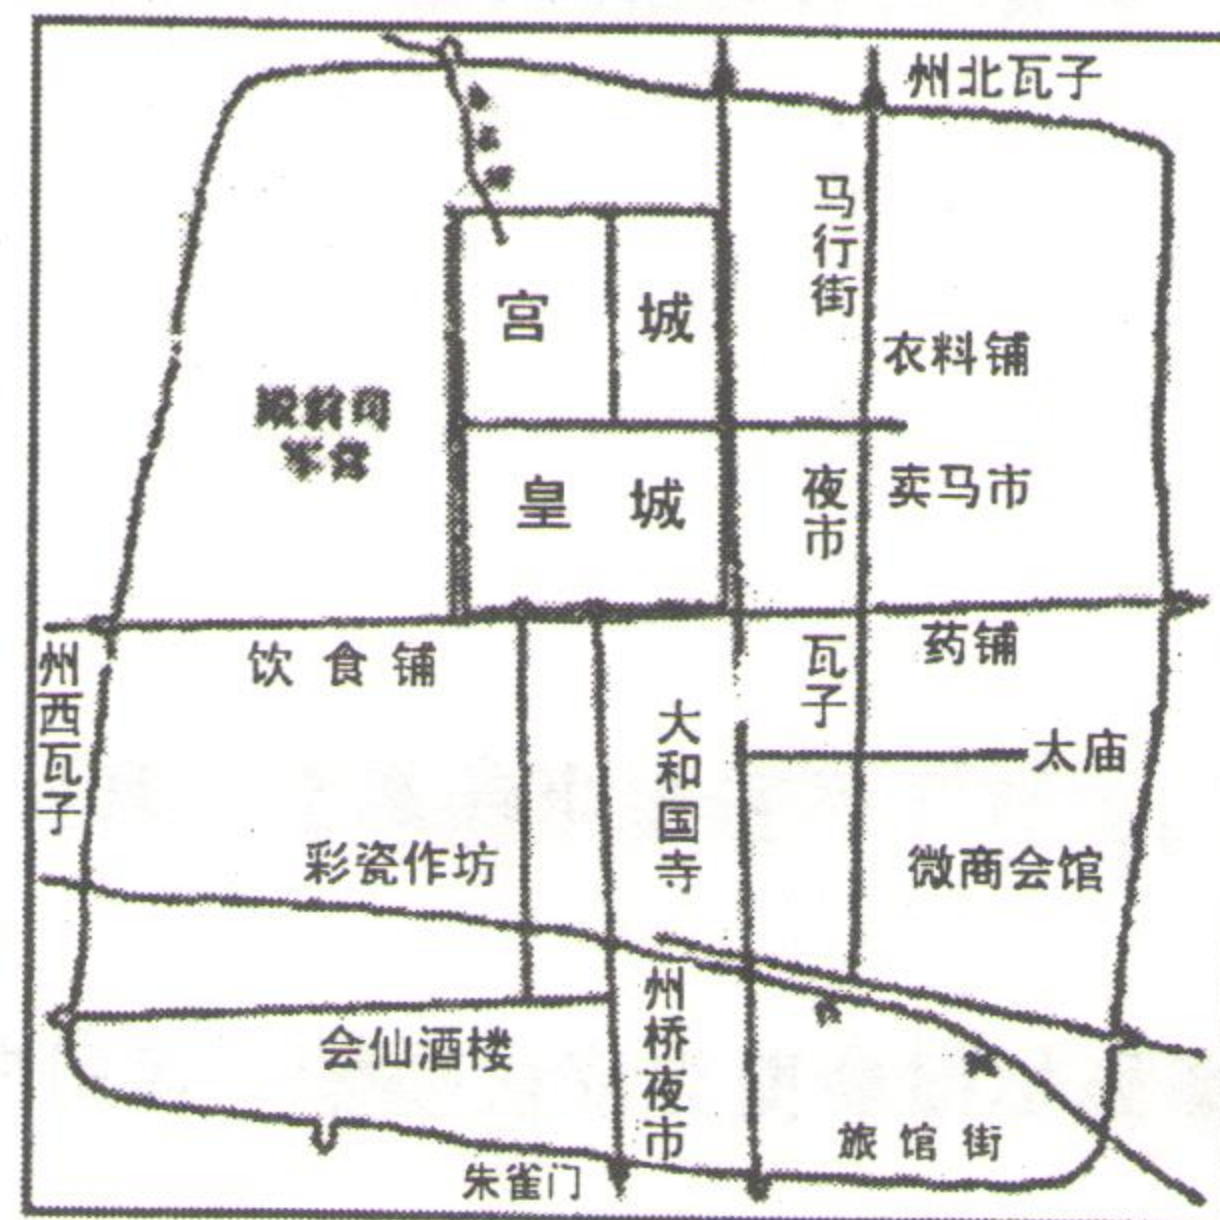 州北瓦子
马行街
宫城
衣料铺
皇城
夜市
卖马市
州西瓦子
饮食铺
瓦子
药铺
大和国寺
太庙
彩瓷作坊
微商会馆
州桥夜市
会仙酒楼
旅馆街
朱雀门